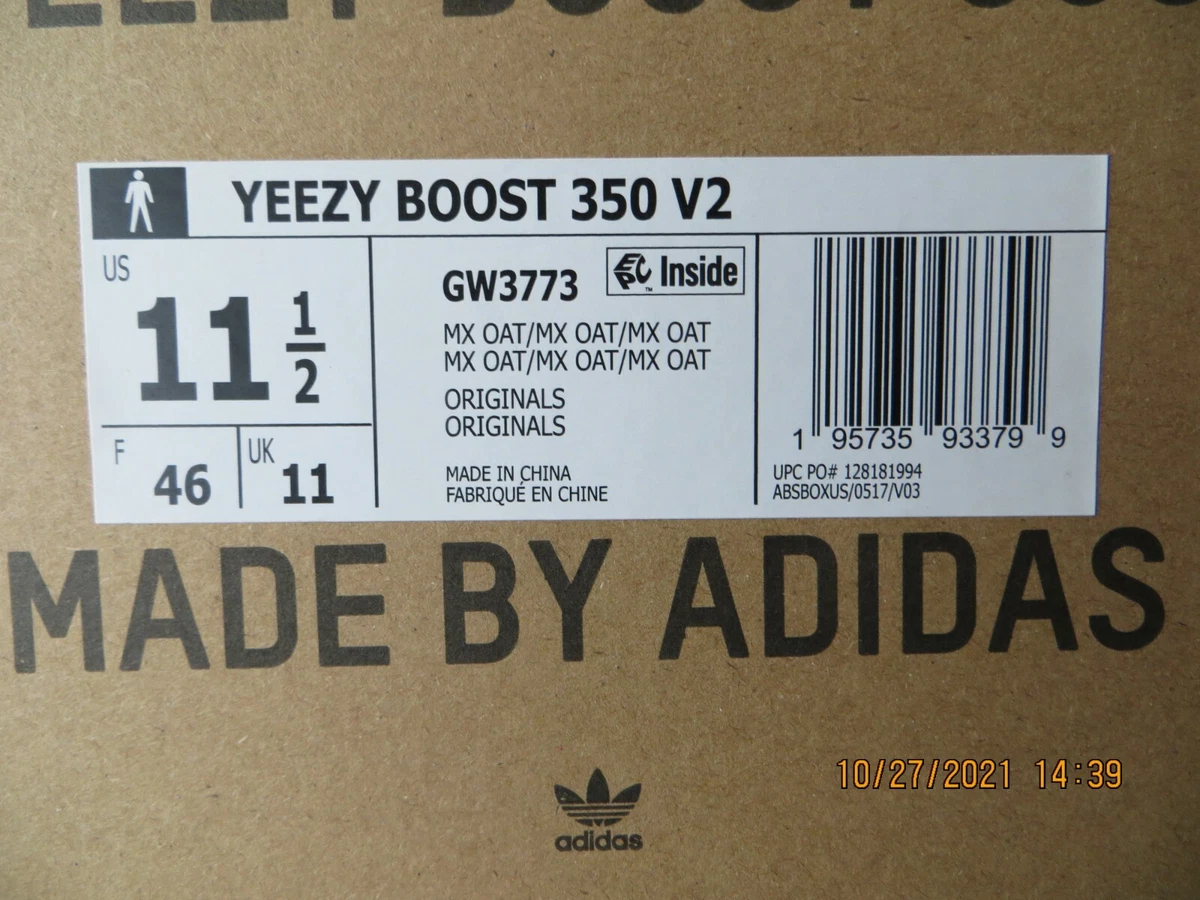 YEEZY BOOST 350 V2
US
11 1/2
F
46
UK
11
GW3773
EPC Inside
™
MX OAT/MX OAT/MX OAT
MX OAT/MX OAT/MX OAT
ORIGINALS
ORIGINALS
MADE IN CHINA
FABRIQUÉ EN CHINE
1 95735 93379 9
UPC PO# 128181994
ABSBOXUS/0517/V03
MADE BY ADIDAS
10/27/2021 14:39
adidas